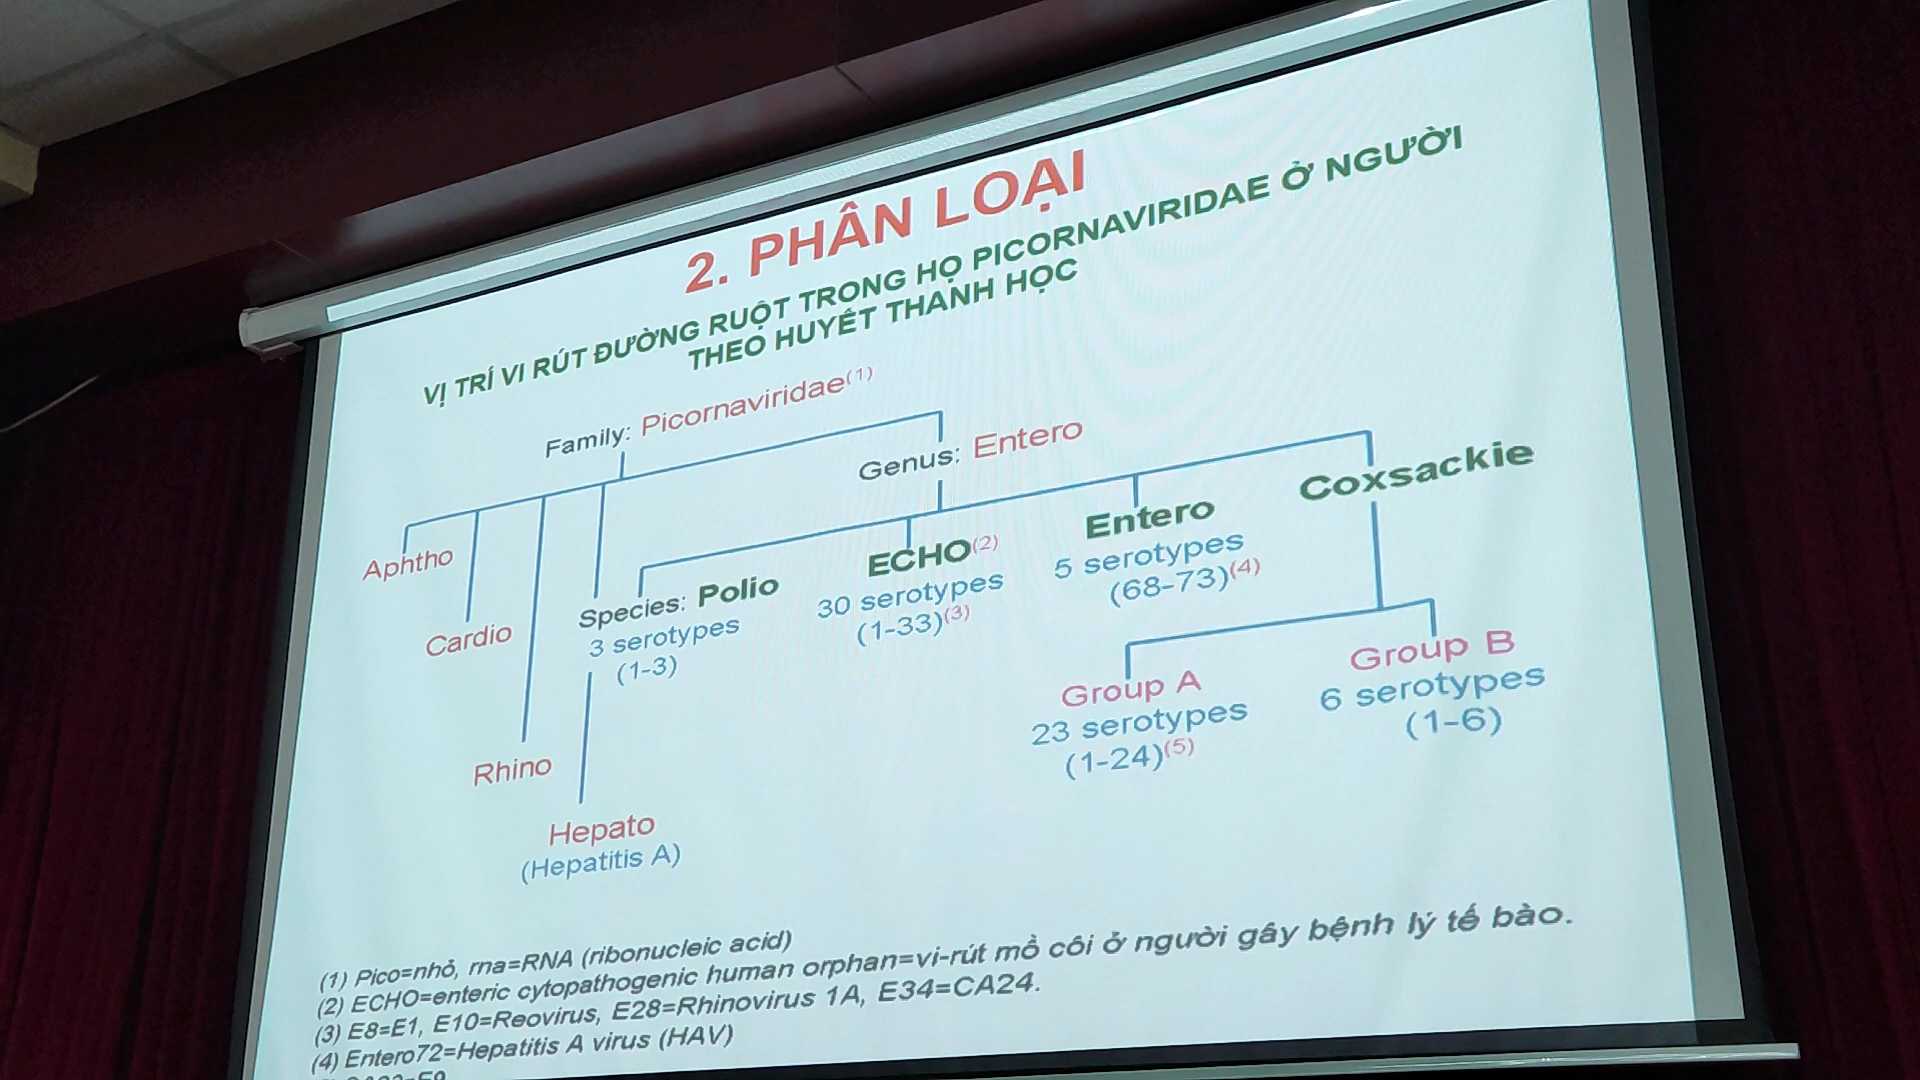 2. PHÂN LOẠI
VỊ TRÍ VI RÚT ĐƯỜNG RUỘT TRONG HỌ PICORNAVIRIDAE Ở NGƯỜI
THEO HUYẾT THANH HỌC
Family: Picornaviridae(1)
Genus: Entero
Aphtho
Cardio
Rhino
Hepato
(Hepatitis A)
Species: Polio
3 serotypes
(1-3)
ECHO(2)
30 serotypes
(1-33)(3)
Entero
5 serotypes
(68-73)(4)
Coxsackie
Group A
23 serotypes
(1-24)(5)
Group B
6 serotypes
(1-6)
(1) Pico=nhỏ, rna=RNA (ribonucleic acid)
(2) ECHO=enteric cytopathogenic human orphan=vi-rút mồ côi ở người gây bệnh lý tế bào.
(3) E8=E1, E10=Reovirus, E28=Rhinovirus 1A, E34=CA24.
(4) Entero72=Hepatitis A virus (HAV)